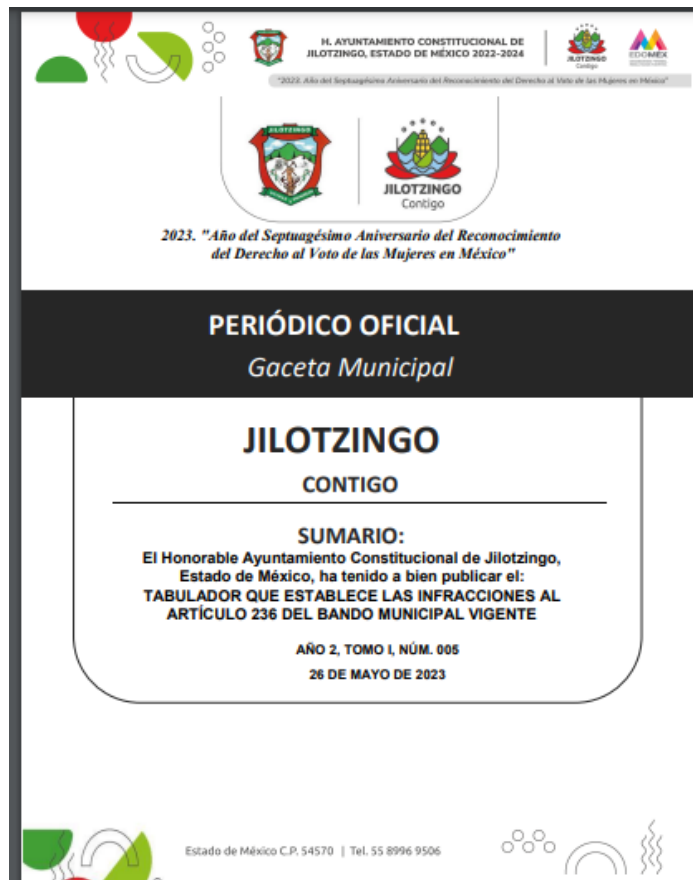 H. AYUNTAMIENTO CONSTITUCIONAL DE
JILOTZINGO, ESTADO DE MÉXICO 2022-2024
JILOTZINGO
Contigo
EDOMÉX
"2023. Año del Septuagésimo Aniversario del Reconocimiento del Derecho al Voto de las Mujeres en México"
JILOTZINGO
JILOTZINGO
Contigo
2023. "Año del Septuagésimo Aniversario del Reconocimiento
del Derecho al Voto de las Mujeres en México"
PERIÓDICO OFICIAL
Gaceta Municipal
JILOTZINGO
CONTIGO
SUMARIO:
El Honorable Ayuntamiento Constitucional de Jilotzingo,
Estado de México, ha tenido a bien publicar el:
TABULADOR QUE ESTABLECE LAS INFRACCIONES AL
ARTÍCULO 236 DEL BANDO MUNICIPAL VIGENTE
AÑO 2, TOMO I, NÚM. 005
26 DE MAYO DE 2023
Estado de México C.P. 54570 | Tel. 55 8996 9506